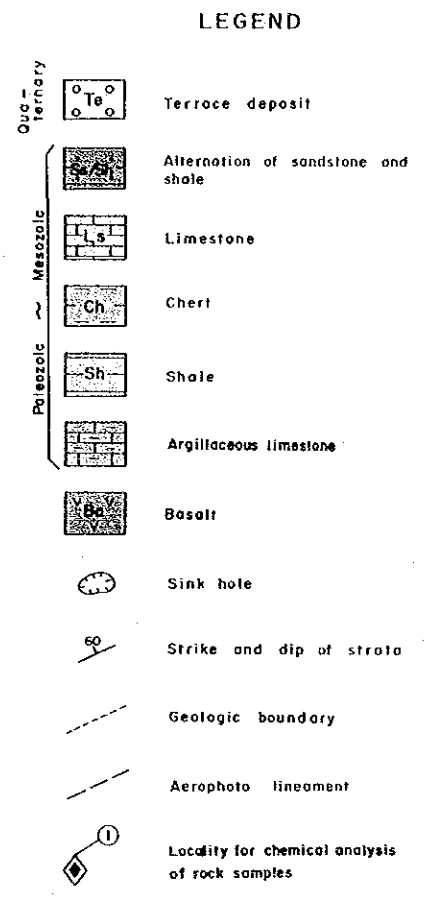 LEGEND
Qua-
ternary
Te
Terrace deposit
Paleozoic ~ Mesozoic
Ss/Sh
Alternation of sandstone and
shale
Ls
Limestone
Ch
Chert
Sh
Shale
Argillaceous limestone
Ba
Basalt
Sink hole
60
Strike and dip of strata
Geologic boundary
Aerophoto lineament
1
Locality for chemical analysis
of rock samples